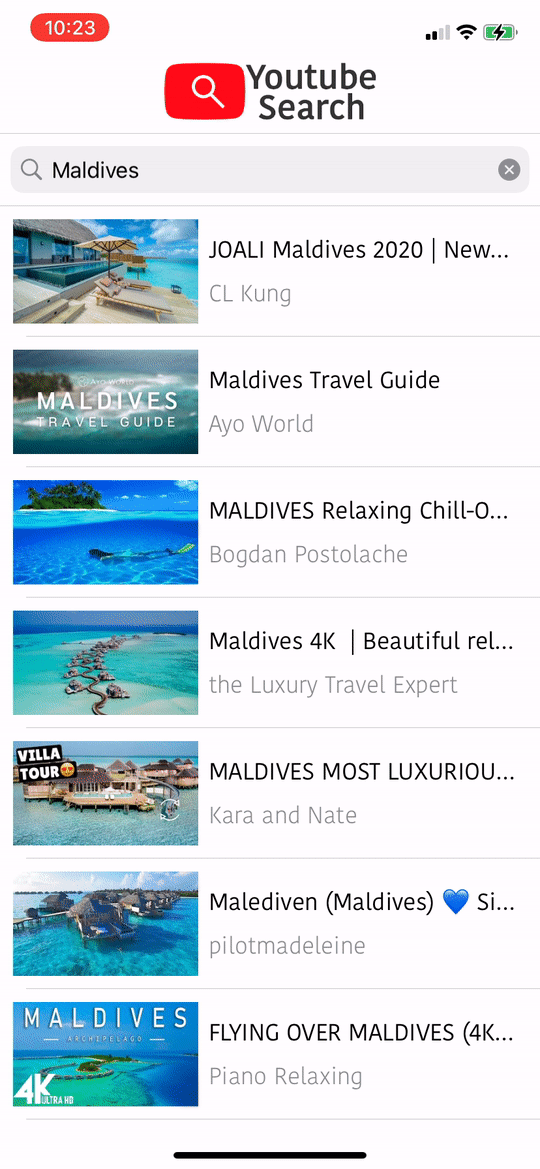 10:23
Youtube
Search
Maldives
JOALI Maldives 2020 | New...
CL Kung
AYO WORLD
MALDIVES
TRAVEL GUIDE
Maldives Travel Guide
Ayo World
MALDIVES Relaxing Chill-O...
Bogdan Postolache
Maldives 4K | Beautiful rel...
the Luxury Travel Expert
VILLA
TOUR😍
MALDIVES MOST LUXURIOU...
Kara and Nate
Malediven (Maldives) 💙 Si...
pilotmadeleine
MALDIVES
ARCHIPELAGO
4K ULTRA HD
FLYING OVER MALDIVES (4K...
Piano Relaxing